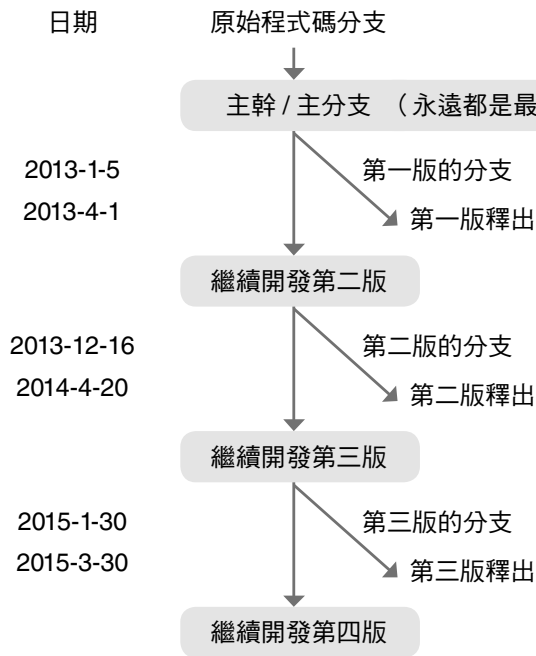 日期 原始程式碼分支
主幹 / 主分支 （永遠都是最
2013-1-5 第一版的分支
2013-4-1 第一版釋出
繼續開發第二版
2013-12-16 第二版的分支
2014-4-20 第二版釋出
繼續開發第三版
2015-1-30 第三版的分支
2015-3-30 第三版釋出
繼續開發第四版